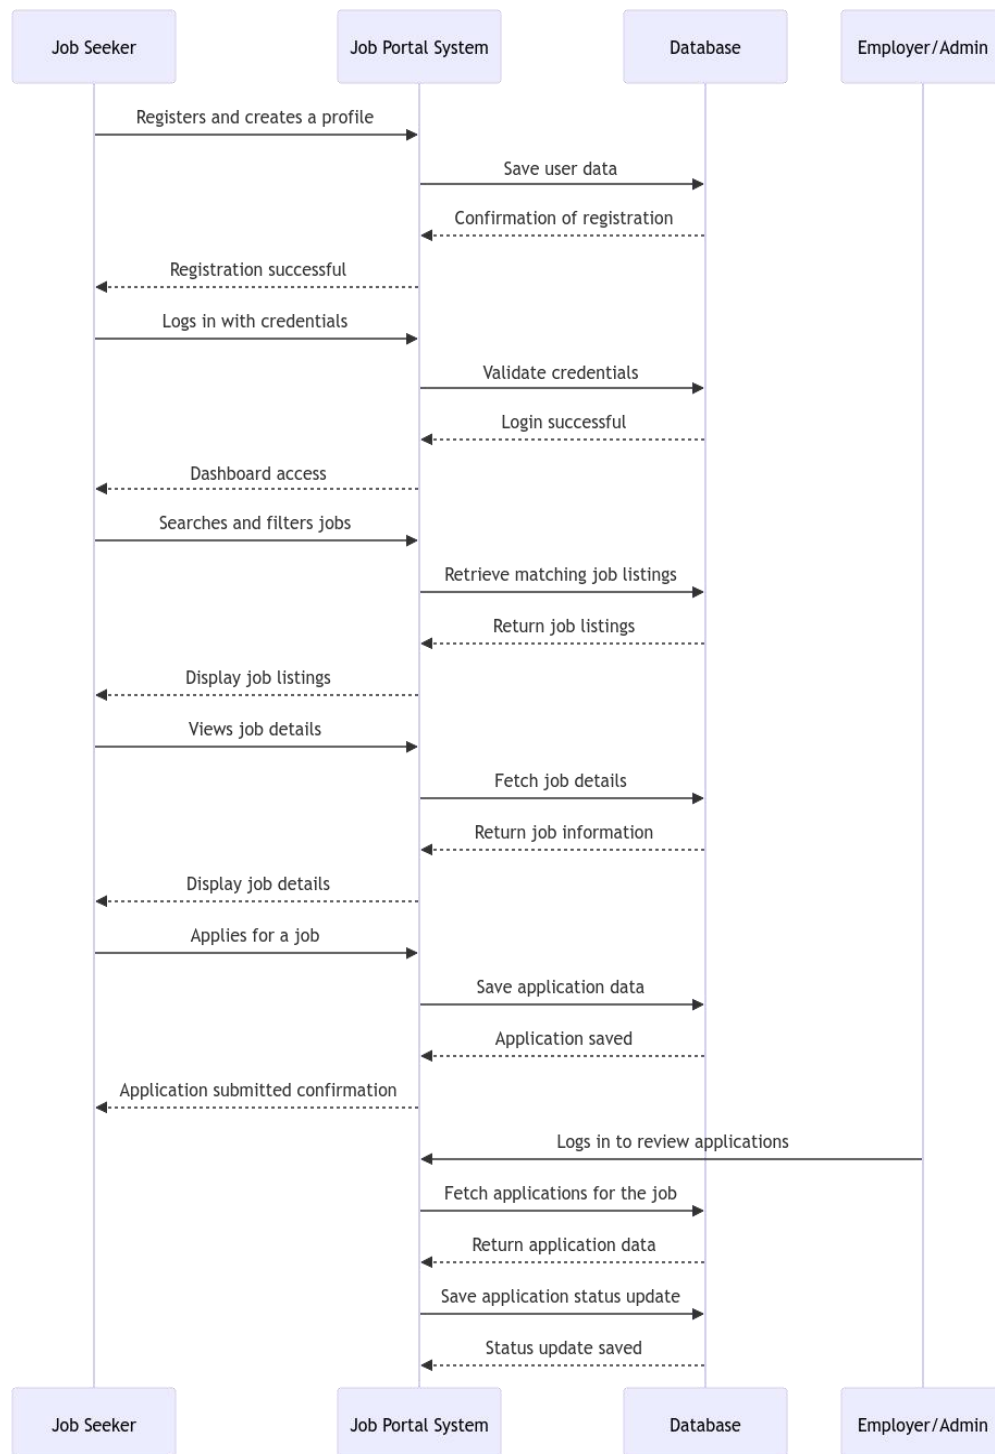 Job Seeker
Job Portal System
Database
Employer/Admin
Registers and creates a profile
Save user data
Confirmation of registration
Registration successful
Logs in with credentials
Validate credentials
Login successful
Dashboard access
Searches and filters jobs
Retrieve matching job listings
Return job listings
Display job listings
Views job details
Fetch job details
Return job information
Display job details
Applies for a job
Save application data
Application saved
Application submitted confirmation
Logs in to review applications
Fetch applications for the job
Return application data
Save application status update
Status update saved
Job Seeker
Job Portal System
Database
Employer/Admin